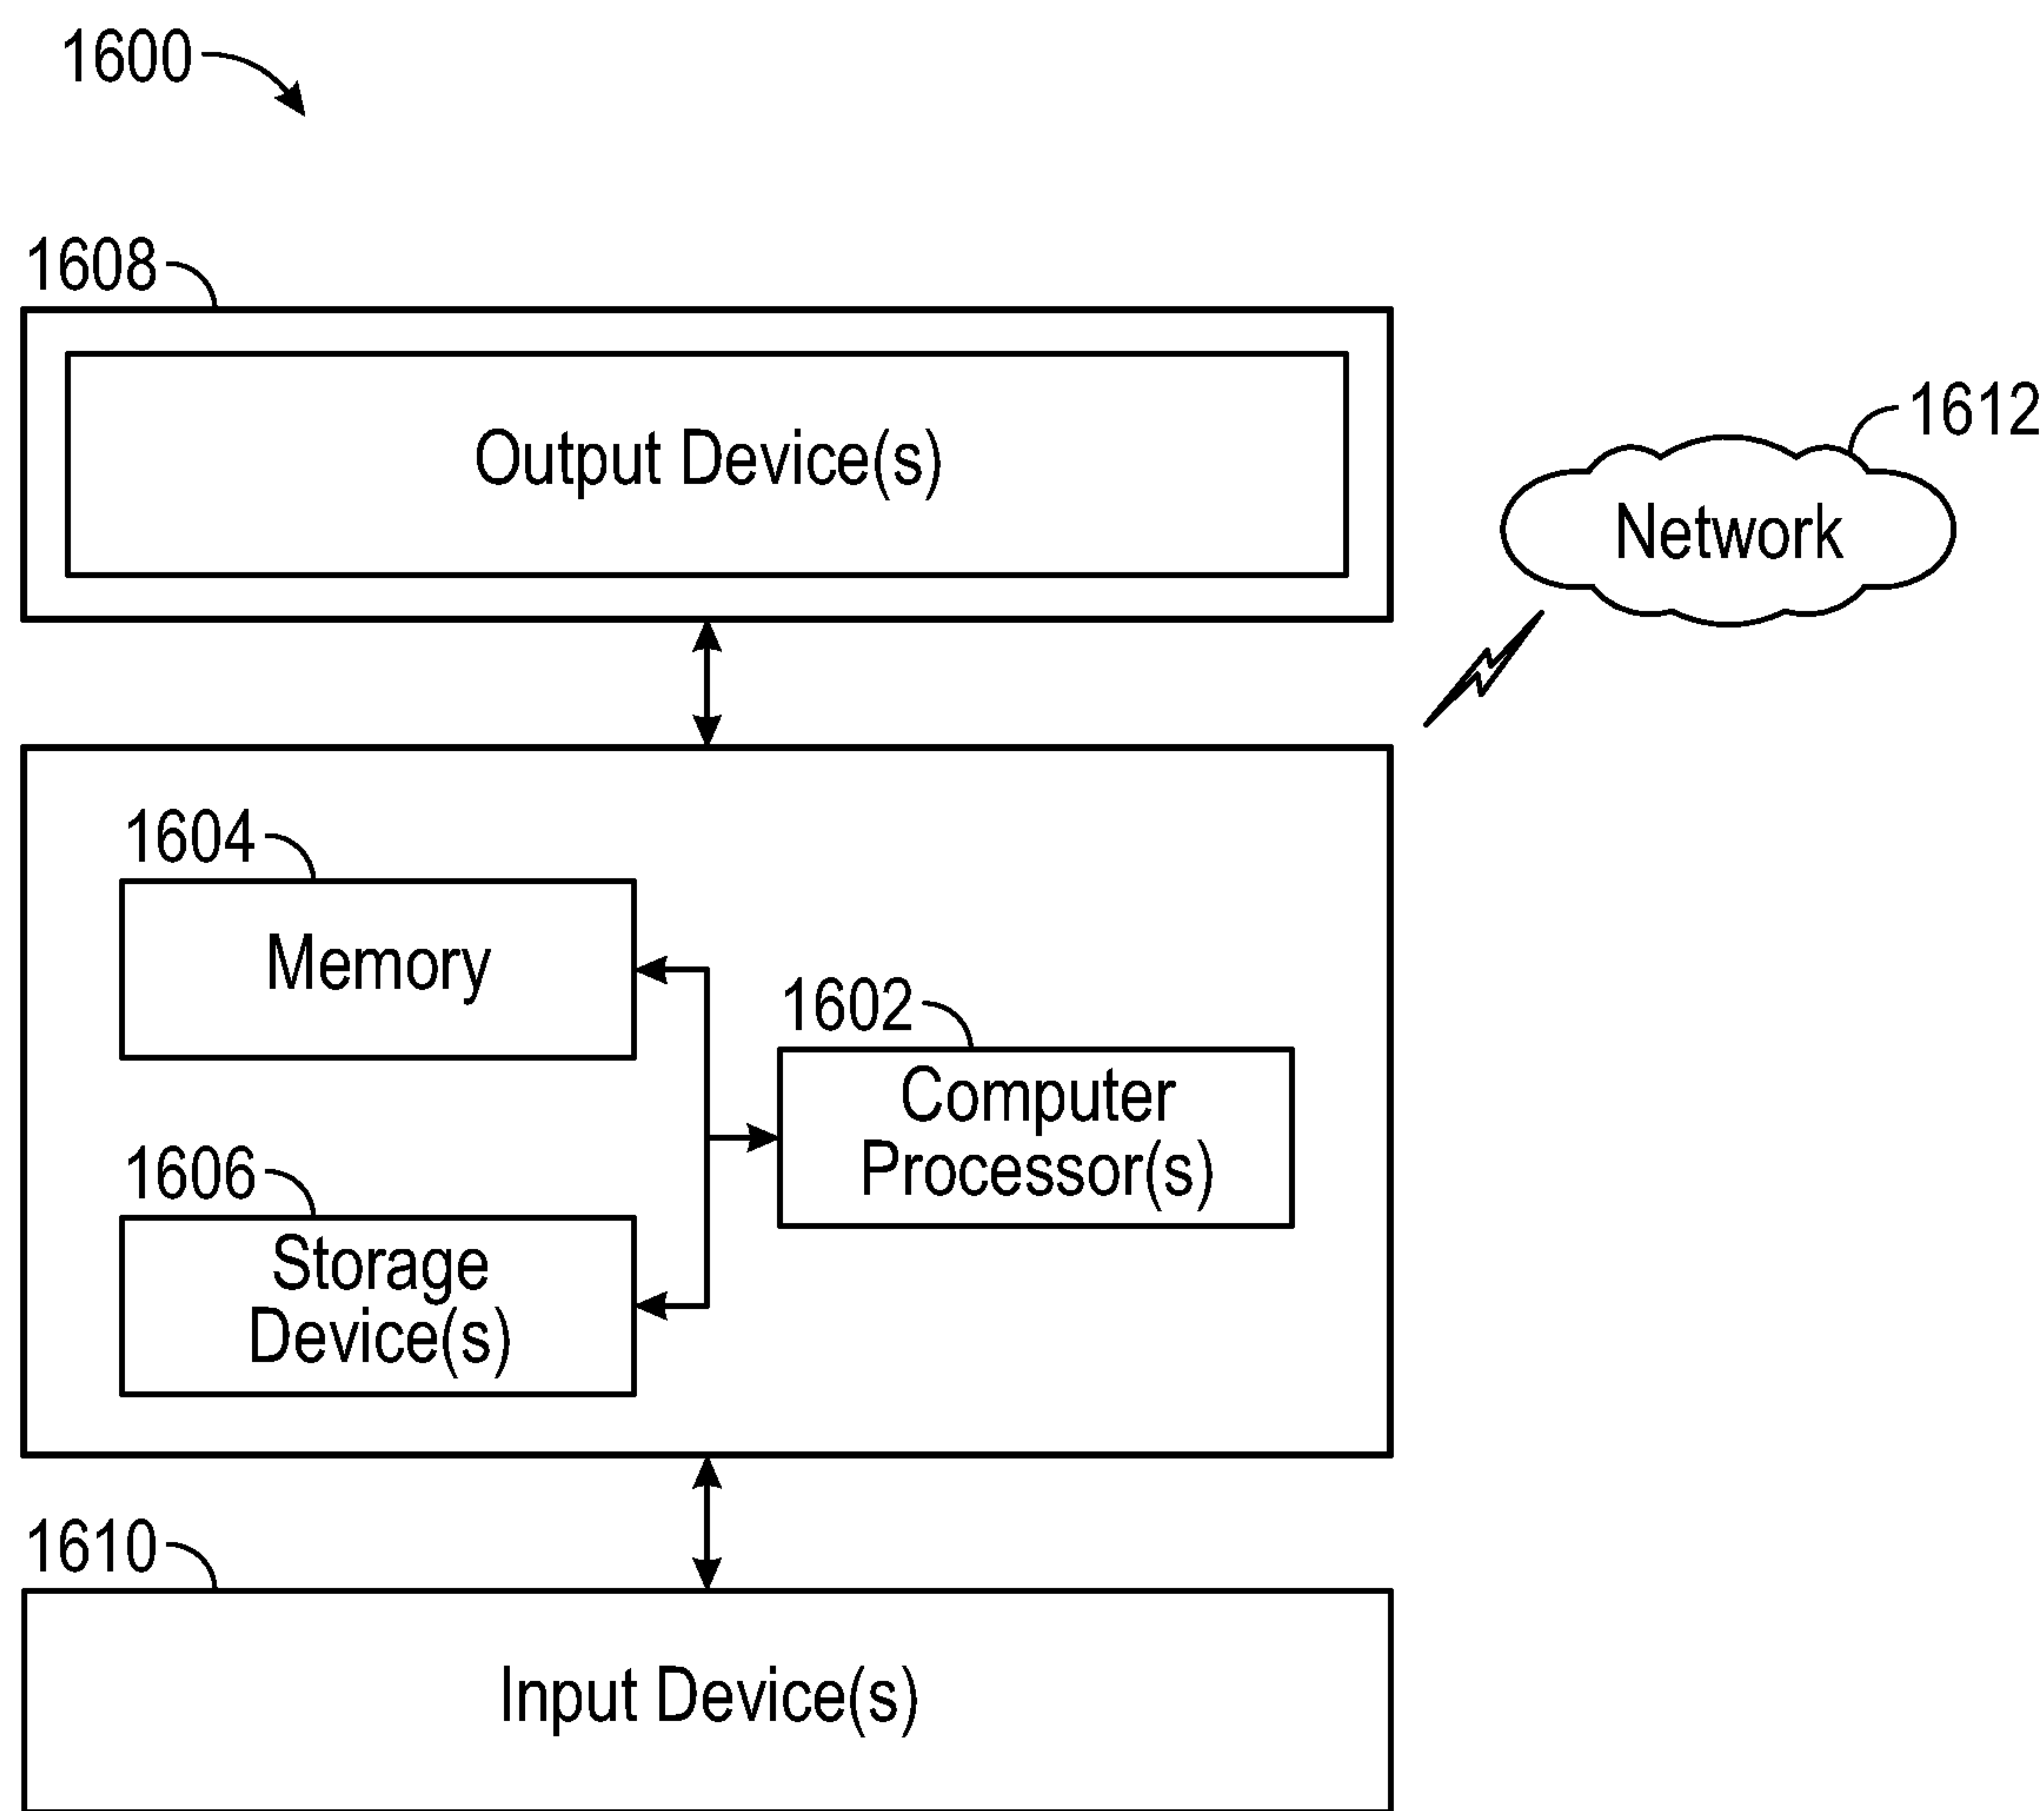 1600
1608
Output Device(s)
1612
Network
1604
Memory
1602
Computer
Processor(s)
1606
Storage
Device(s)
1610
Input Device(s)